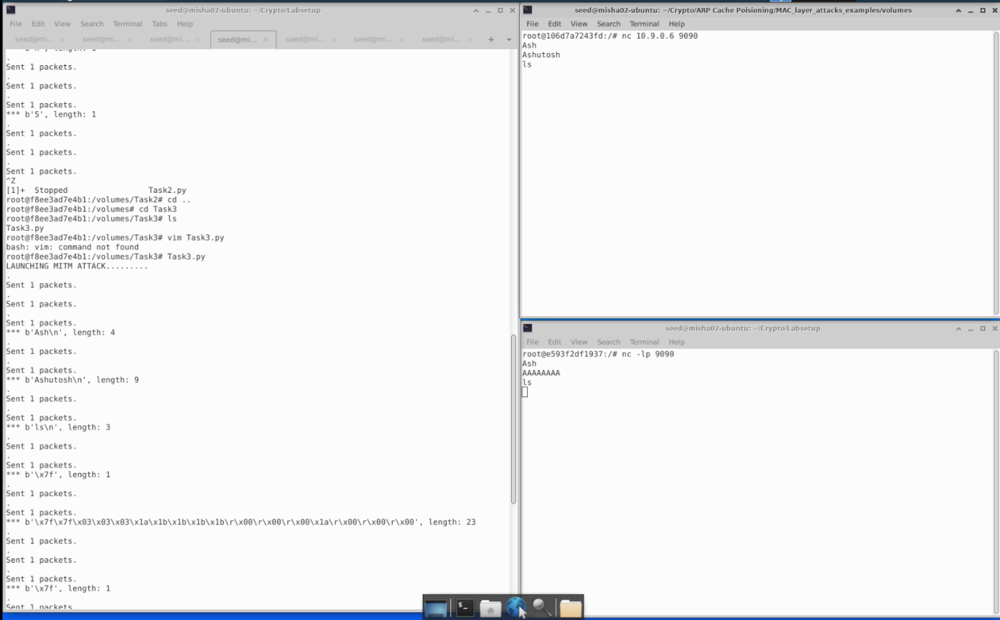 seed@misha02-ubuntu: ~/Crypto/Labsetup
File Edit View Search Terminal Tabs Help
seed@mi... × seed@mi... × seed@mi... × seed@mi... × seed@mi... × seed@mi... × seed@mi... ×
.
Sent 1 packets.
.
Sent 1 packets.
.
Sent 1 packets.
*** b'S', length: 1
.
Sent 1 packets.
.
Sent 1 packets.
.
Sent 1 packets.
^Z
[1]+  Stopped                 Task2.py
root@f8ee3ad7e4b1:/volumes/Task2# cd ..
root@f8ee3ad7e4b1:/volumes# cd Task3
root@f8ee3ad7e4b1:/volumes/Task3# ls
Task3.py
root@f8ee3ad7e4b1:/volumes/Task3# vim Task3.py
bash: vim: command not found
root@f8ee3ad7e4b1:/volumes/Task3# Task3.py
LAUNCHING MITM ATTACK.........
.
Sent 1 packets.
.
Sent 1 packets.
.
Sent 1 packets.
*** b'Ash\n', length: 4
.
Sent 1 packets.
.
Sent 1 packets.
*** b'Ashutosh\n', length: 9
.
Sent 1 packets.
.
Sent 1 packets.
*** b'ls\n', length: 3
.
Sent 1 packets.
.
Sent 1 packets.
*** b'\x7f', length: 1
.
Sent 1 packets.
.
Sent 1 packets.
*** b'\x7f\x7f\x03\x03\x03\x1a\x1b\x1b\x1b\x1b\r\x00\r\x00\r\x00\x1a\r\x00\r\x00\r\x00', length: 23
.
Sent 1 packets.
.
Sent 1 packets.
.
Sent 1 packets.
*** b'\x7f', length: 1
.
Sent 1 packets.
seed@misha02-ubuntu: ~/Crypto/ARP Cache Poisioning/MAC_layer_attacks_examples/volumes
File Edit View Search Terminal Help
root@106d7a7243fd:/# nc 10.9.0.6 9090
Ash
Ashutosh
ls
seed@misha02-ubuntu: ~/Crypto/Labsetup
File Edit View Search Terminal Help
root@e593f2df1937:/# nc -lp 9090
Ash
AAAAAAAA
ls